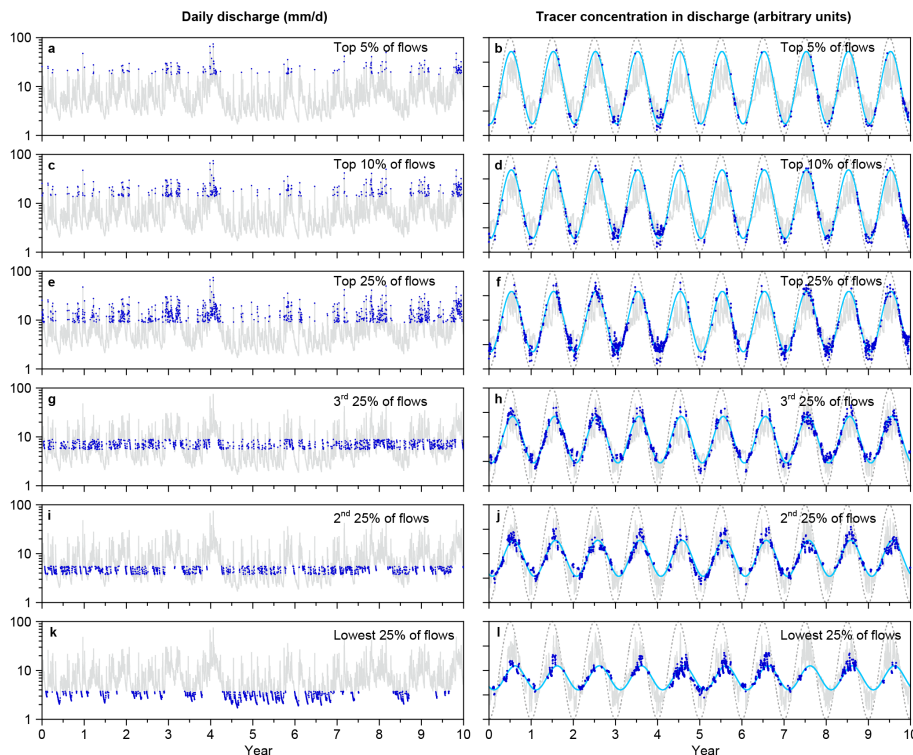 Daily discharge (mm/d)
Tracer concentration in discharge (arbitrary units)
100
10
1
a
Top 5% of flows
b
Top 5% of flows
100
10
1
c
Top 10% of flows
d
Top 10% of flows
100
10
1
e
Top 25% of flows
f
Top 25% of flows
100
10
1
g
3rd 25% of flows
h
3rd 25% of flows
100
10
1
i
2nd 25% of flows
j
2nd 25% of flows
100
10
1
k
Lowest 25% of flows
l
Lowest 25% of flows
0 1 2 3 4 5 6 7 8 9 10
0 1 2 3 4 5 6 7 8 9 10
Year
Year